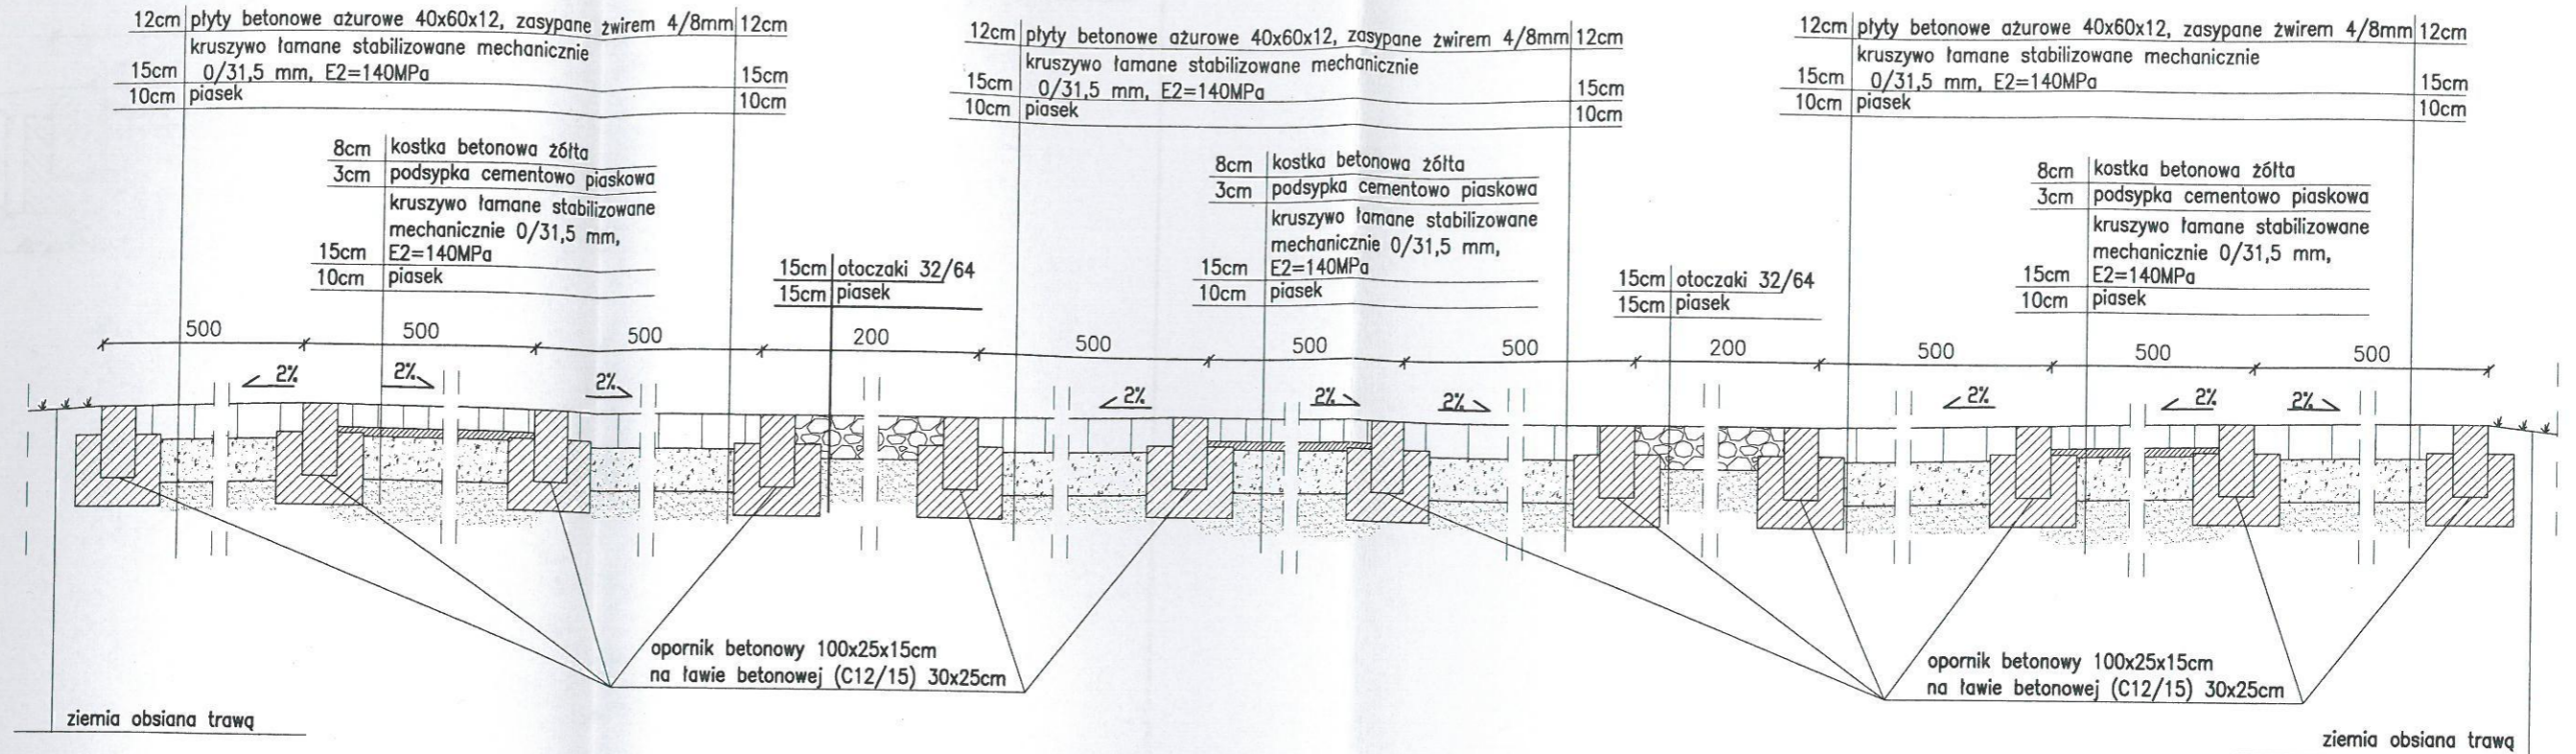 12cm płyty betonowe ażurowe 40x60x12, zasypane żwirem 4/8mm 12cm
kruszywo łamane stabilizowane mechanicznie
15cm 0/31,5 mm, E2=140MPa 15cm
10cm piasek 10cm
12cm płyty betonowe ażurowe 40x60x12, zasypane żwirem 4/8mm 12cm
kruszywo łamane stabilizowane mechanicznie
15cm 0/31,5 mm, E2=140MPa 15cm
10cm piasek 10cm
12cm płyty betonowe ażurowe 40x60x12, zasypane żwirem 4/8mm 12cm
kruszywo łamane stabilizowane mechanicznie
15cm 0/31,5 mm, E2=140MPa 15cm
10cm piasek 10cm
8cm kostka betonowa żółta
3cm podsypka cementowo piaskowa
kruszywo łamane stabilizowane
mechanicznie 0/31,5 mm,
15cm E2=140MPa
10cm piasek
15cm otoczaki 32/64
15cm piasek
8cm kostka betonowa żółta
3cm podsypka cementowo piaskowa
kruszywo łamane stabilizowane
mechanicznie 0/31,5 mm,
15cm E2=140MPa
10cm piasek
15cm otoczaki 32/64
15cm piasek
8cm kostka betonowa żółta
3cm podsypka cementowo piaskowa
kruszywo łamane stabilizowane
mechanicznie 0/31,5 mm,
15cm E2=140MPa
10cm piasek
500 500 500 200 500 500 500 200 500 500 500
2% 2% 2% 2% 2% 2% 2% 2% 2%
opornik betonowy 100x25x15cm
na ławie betonowej (C12/15) 30x25cm
opornik betonowy 100x25x15cm
na ławie betonowej (C12/15) 30x25cm
ziemia obsiana trawą
ziemia obsiana trawą